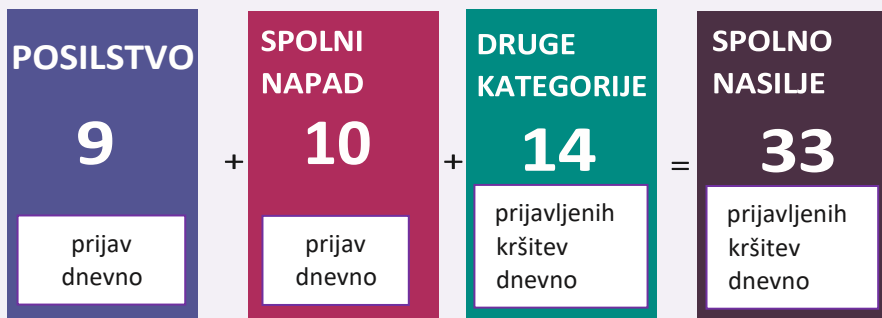 POSILSTVO
9
prijav
dnevno
+
SPOLNI
NAPAD
10
prijav
dnevno
+
DRUGE
KATEGORIJE
14
prijavljenih
kršitev
dnevno
=
SPOLNO
NASILJE
33
prijavljenih
kršitev
dnevno